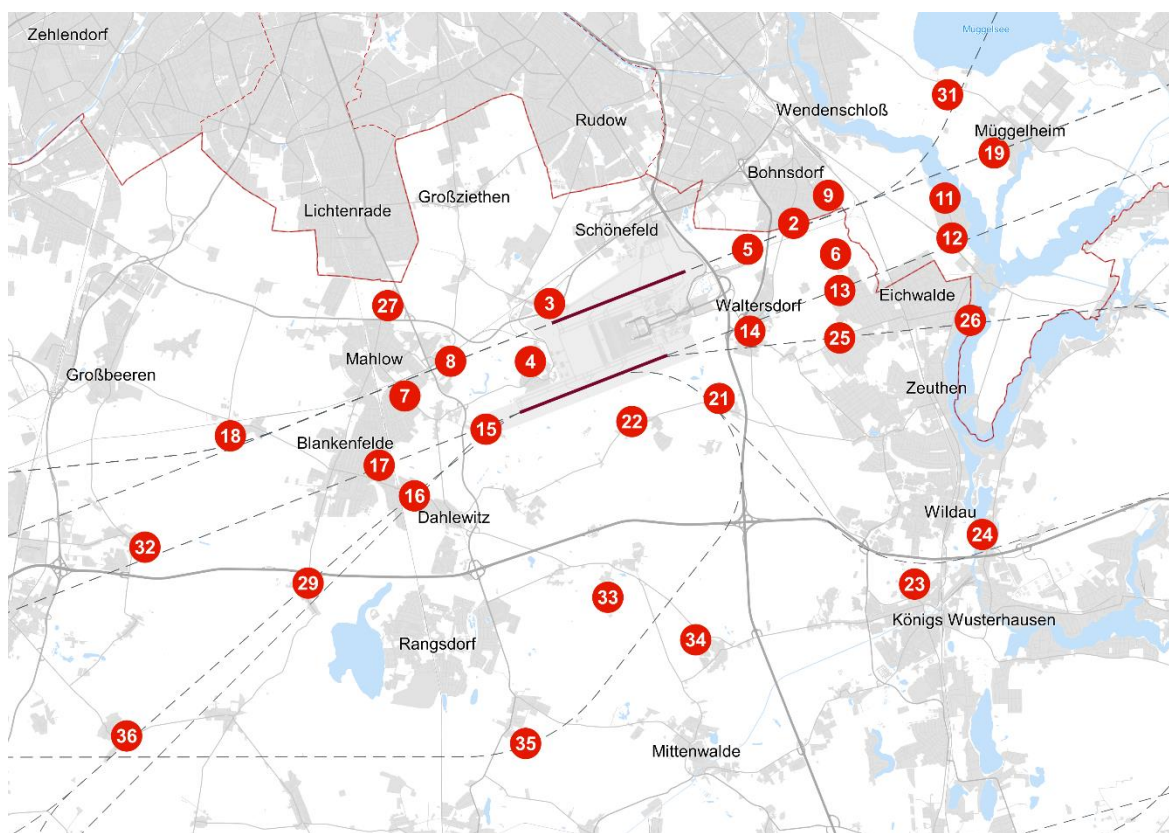 Zehlendorf
Müggelsee
31
Rudow
Wendenschloß
Müggelheim
19
Bohnsdorf
9
11
Großziethen
Lichtenrade
Schönefeld
2
5
6
12
13
Eichwalde
3
27
Waltersdorf
14
25
26
Mahlow
8
4
Großbeeren
7
Zeuthen
21
22
18
15
Blankenfelde
17
16
Dahlewitz
Wildau
24
32
29
23
33
Königs Wusterhausen
Rangsdorf
34
36
35
Mittenwalde